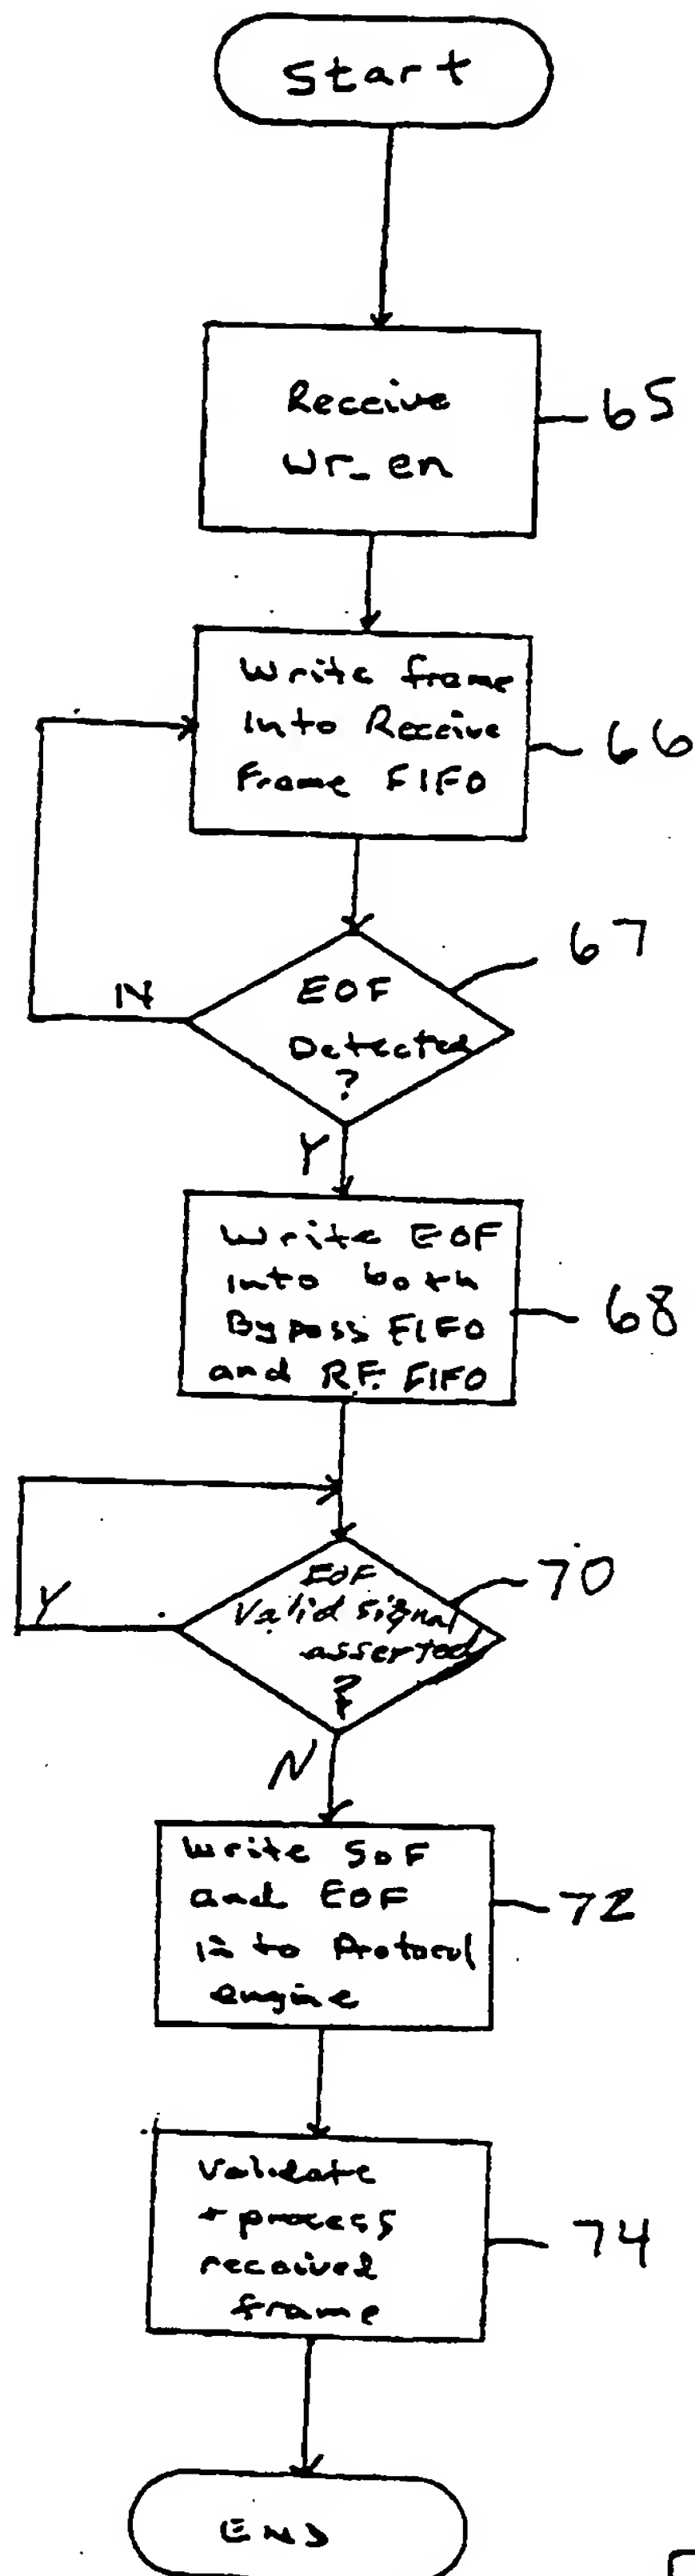 Start
Receive
wr_en
65
Write frame
Into Receive
Frame FIFO
66
67
EOF
Detected
?
N
Y
Write EOF
into both
Bypass FIFO
and RF. FIFO
68
70
EOF
Valid signal
asserted
?
Y
N
Write SOF
and EOF
into Protocol
engine
72
Validate
+ process
received
frame
74
END